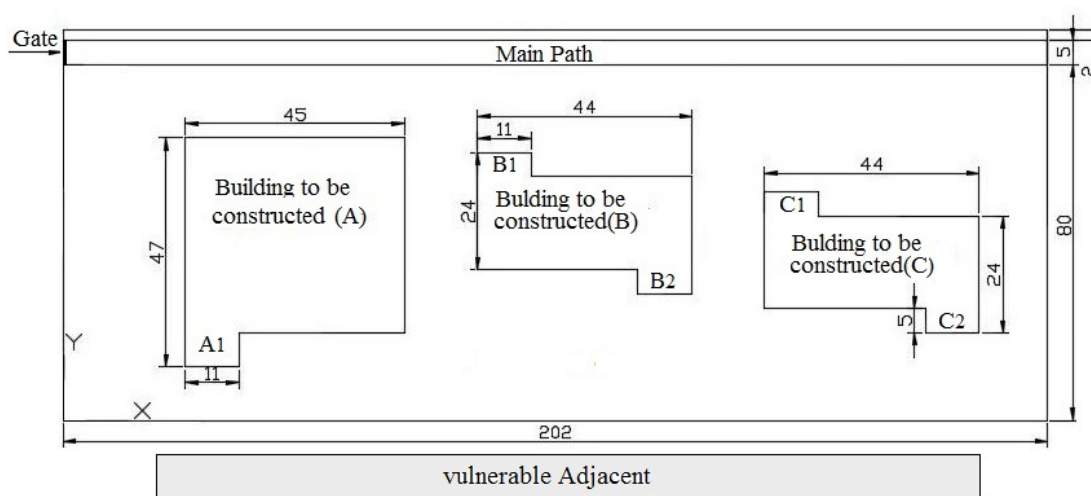 Gate
Main Path
5
2
45
44
11
B1
44
Building to be
constructed (A)
24
Bulding to be
constructed(B)
C1
47
Bulding to be
constructed(C)
24
80
B2
5
C2
Y
A1
11
X
202
vulnerable Adjacent